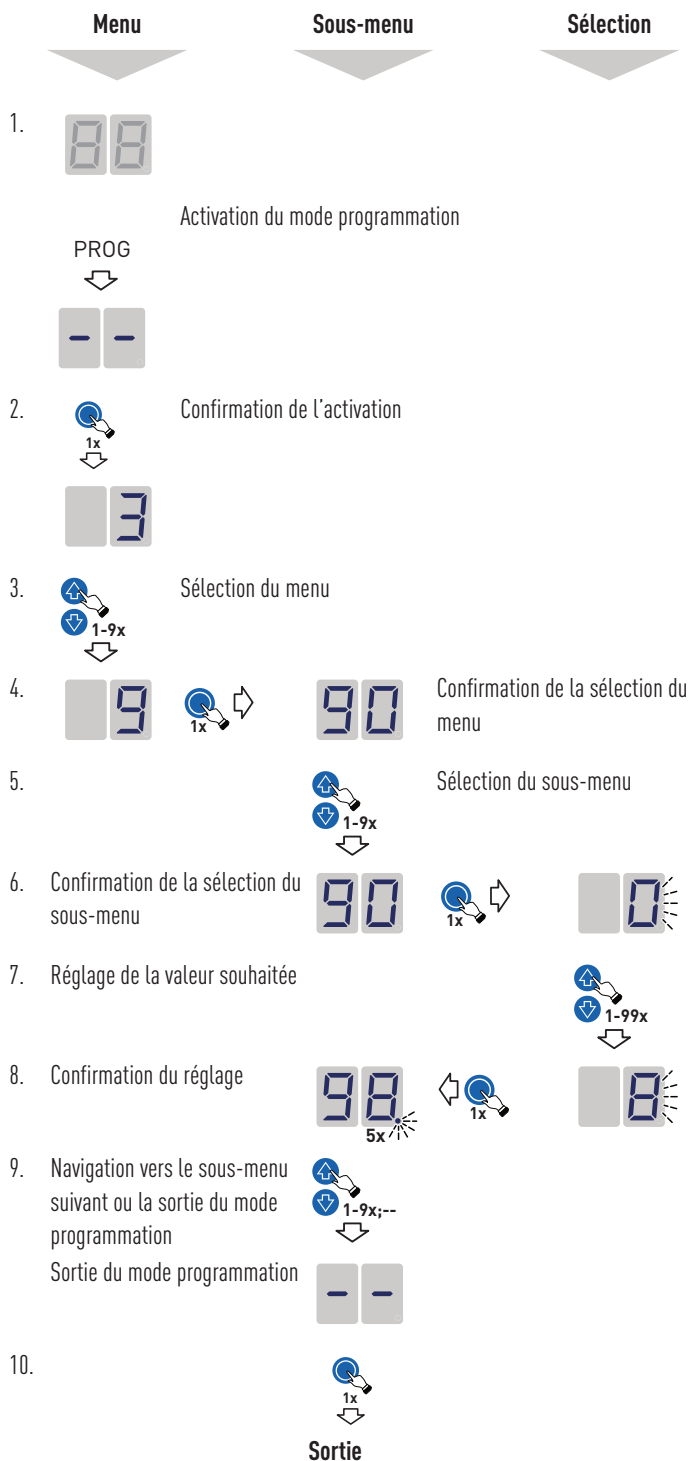 Menu Sous-menu Sélection
1.
88
Activation du mode programmation
PROG
--
2. Confirmation de l'activation
1x
3
3. Sélection du menu
1-9x
4. 9 1x 90 Confirmation de la sélection du
menu
5. Sélection du sous-menu
1-9x
6. Confirmation de la sélection du
sous-menu
90 1x 0
7. Réglage de la valeur souhaitée
1-99x
8. Confirmation du réglage
98 1x 8
5x
9. Navigation vers le sous-menu
suivant ou la sortie du mode
programmation
1-9x;--
Sortie du mode programmation
--
10.
1x
Sortie